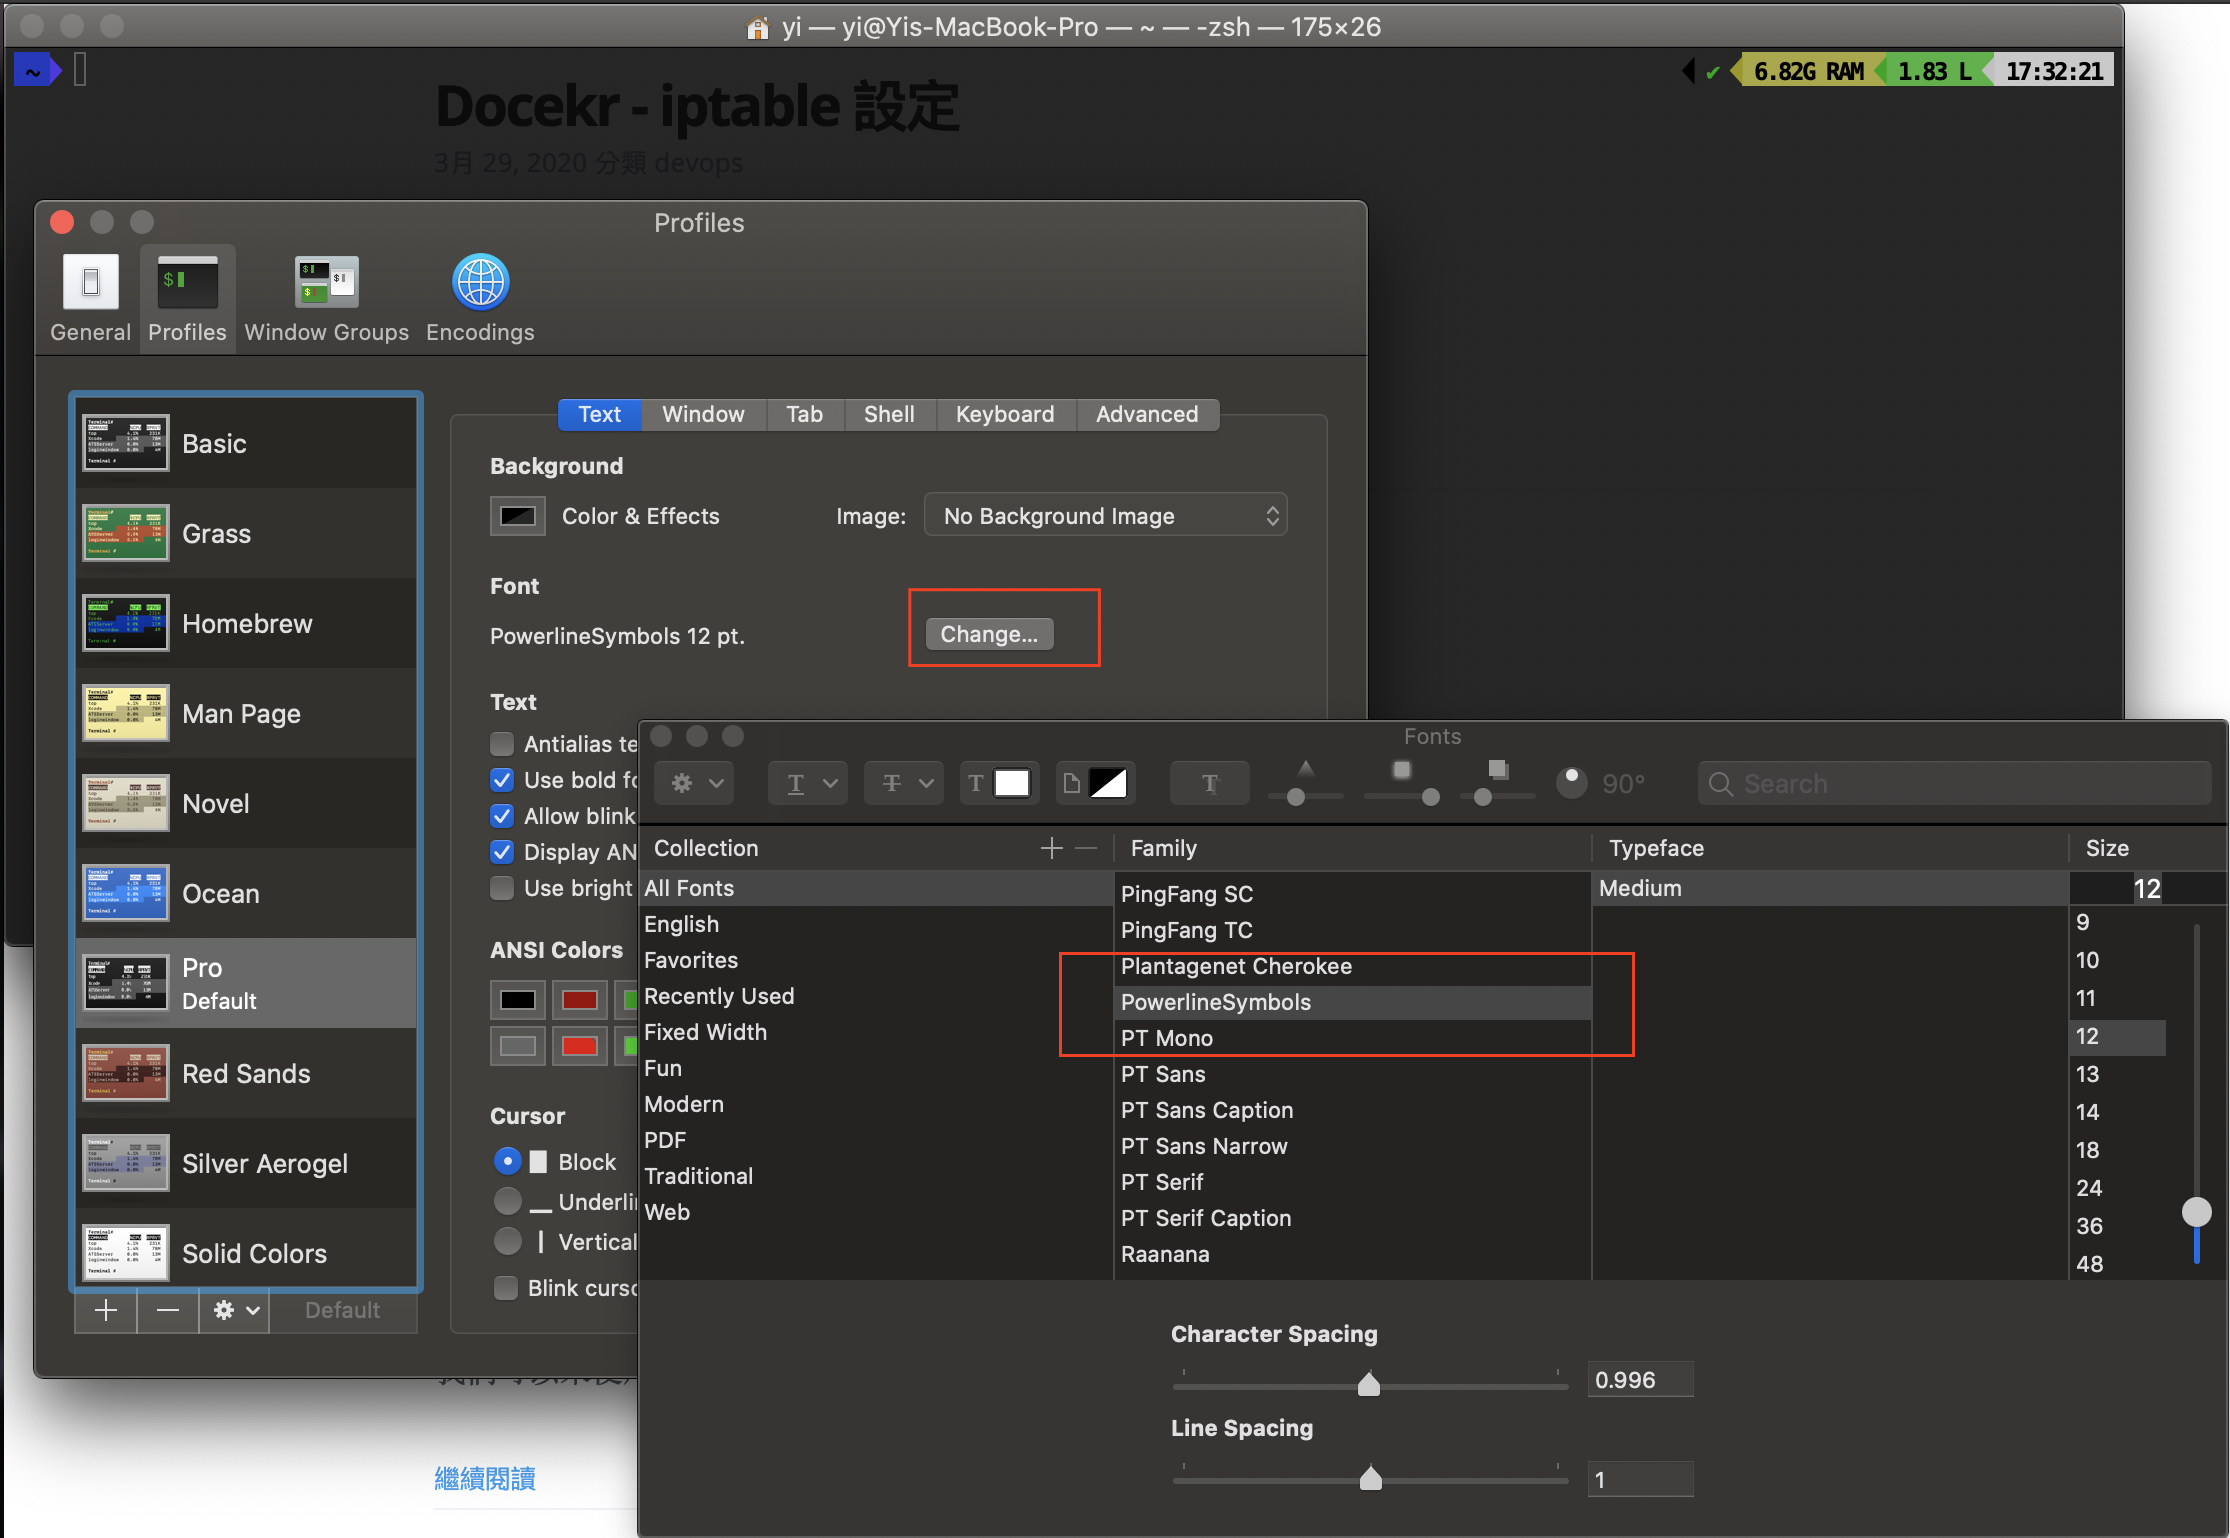 yi — yi@Yis-MacBook-Pro — ~ — -zsh — 175×26
~
✔ 6.82G RAM 1.83 L 17:32:21
Docekr - iptable 設定
3月 29, 2020 分類 devops
Profiles
General Profiles Window Groups Encodings
Basic
Grass
Homebrew
Man Page
Novel
Ocean
Pro
Default
Red Sands
Silver Aerogel
Solid Colors
Default
Text Window Tab Shell Keyboard Advanced
Background
Color & Effects Image: No Background Image
Font
PowerlineSymbols 12 pt. Change...
Text
Antialias te
Use bold fo
Allow blink
Display AN
Use bright
ANSI Colors
Cursor
Block
Underlin
Vertical
Blink curso
Fonts
90° Search
Collection Family Typeface Size
All Fonts
English
Favorites
Recently Used
Fixed Width
Fun
Modern
PDF
Traditional
Web
PingFang SC
PingFang TC
Plantagenet Cherokee
PowerlineSymbols
PT Mono
PT Sans
PT Sans Caption
PT Sans Narrow
PT Serif
PT Serif Caption
Raanana
Medium
12
9
10
11
12
13
14
18
24
36
48
Character Spacing
0.996
Line Spacing
1
繼續閱讀